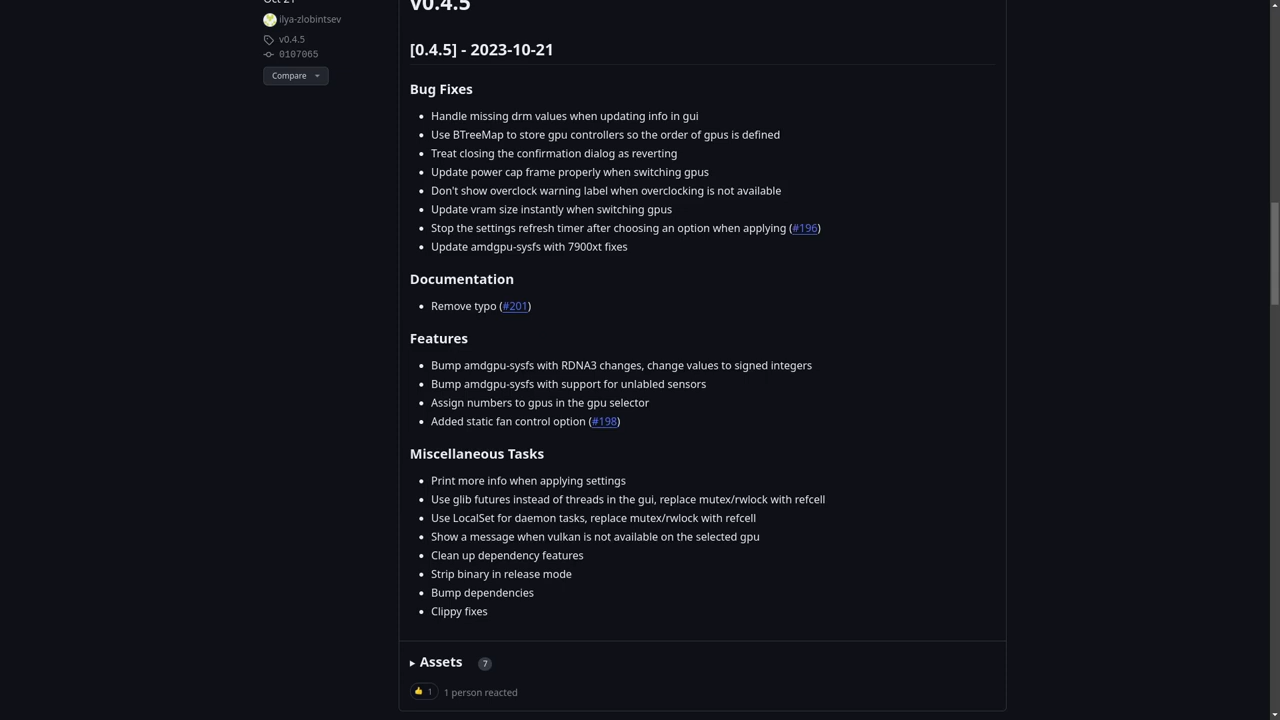 Oct 21
ilya-zlobintsev
v0.4.5
0107065
Compare
v0.4.5
[0.4.5] - 2023-10-21
Bug Fixes
Handle missing drm values when updating info in gui
Use BTreeMap to store gpu controllers so the order of gpus is defined
Treat closing the confirmation dialog as reverting
Update power cap frame properly when switching gpus
Don't show overclock warning label when overclocking is not available
Update vram size instantly when switching gpus
Stop the settings refresh timer after choosing an option when applying (#196)
Update amdgpu-sysfs with 7900xt fixes
Documentation
Remove typo (#201)
Features
Bump amdgpu-sysfs with RDNA3 changes, change values to signed integers
Bump amdgpu-sysfs with support for unlabled sensors
Assign numbers to gpus in the gpu selector
Added static fan control option (#198)
Miscellaneous Tasks
Print more info when applying settings
Use glib futures instead of threads in the gui, replace mutex/rwlock with refcell
Use LocalSet for daemon tasks, replace mutex/rwlock with refcell
Show a message when vulkan is not available on the selected gpu
Clean up dependency features
Strip binary in release mode
Bump dependencies
Clippy fixes
Assets 7
👍 1 1 person reacted